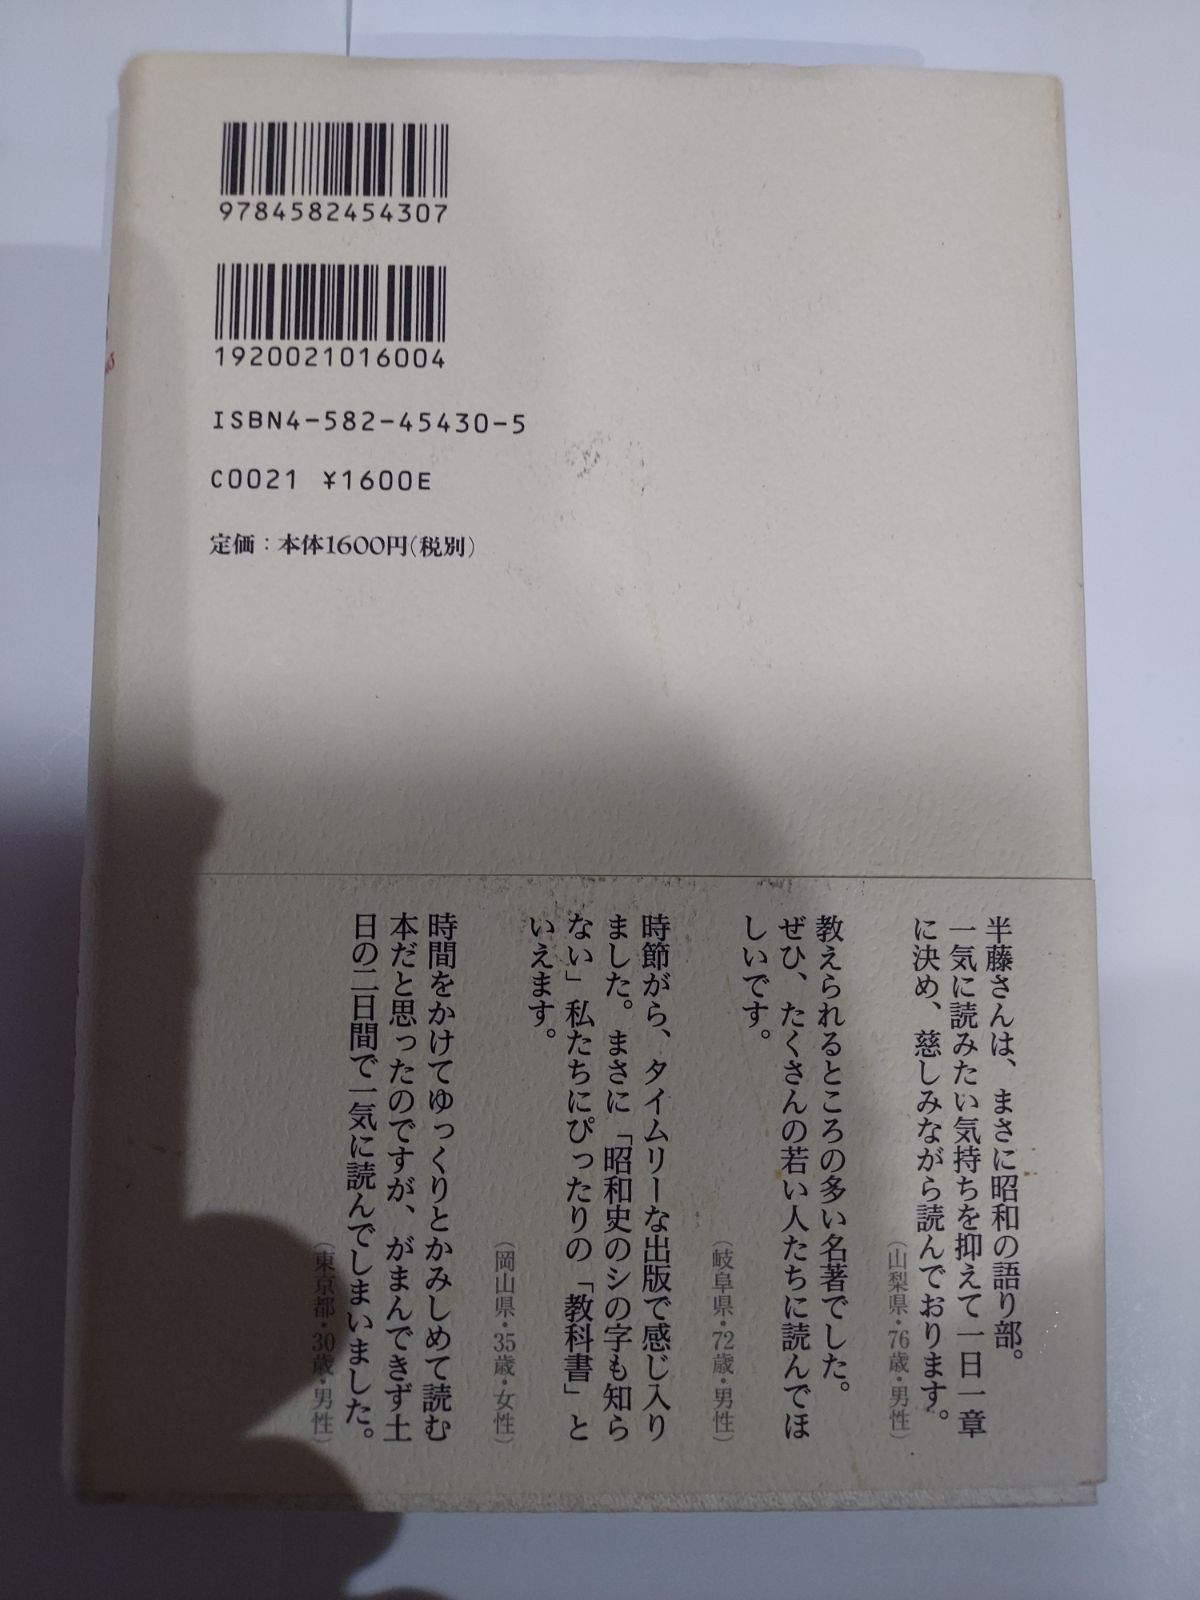 9784582454307
1920021016004
ISBN4-582-45430-5
C0021 ¥1600E
定価：本体1600円(税別)
半藤さんは、まさに昭和の語り部。
一気に読みたい気持ちを抑えて一日一章
に決め、慈しみながら読んでおります。
(山梨県・76歳・男性)
教えられるところの多い名著でした。
ぜひ、たくさんの若い人たちに読んでほ
しいです。
(岐阜県・72歳・男性)
時節がら、タイムリーな出版で感じ入り
ました。まさに「昭和史のシの字も知ら
ない」私たちにぴったりの「教科書」と
いえます。
(岡山県・35歳・女性)
時間をかけてゆっくりとかみしめて読む
本だと思ったのですが、がまんできず土
日の二日間で一気に読んでしまいました。
(東京都・30歳・男性)